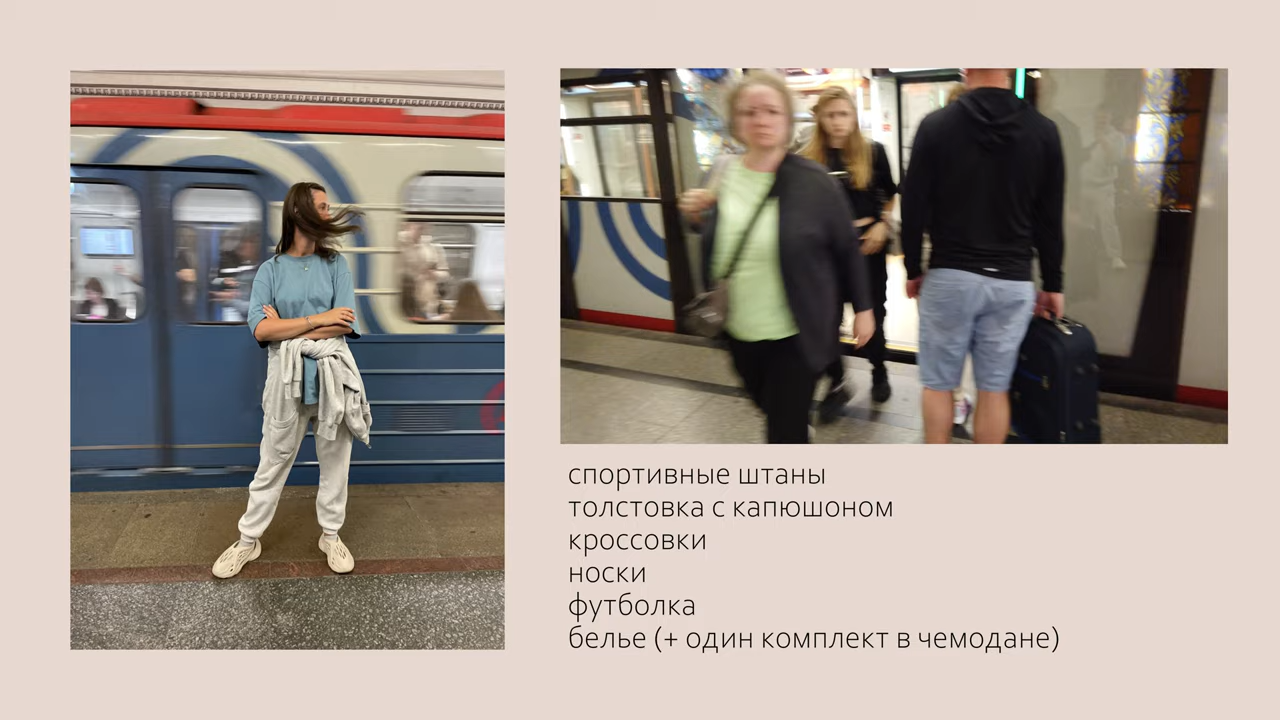 спортивные штаны
толстовка с капюшоном
кроссовки
носки
футболка
белье (+ один комплект в чемодане)